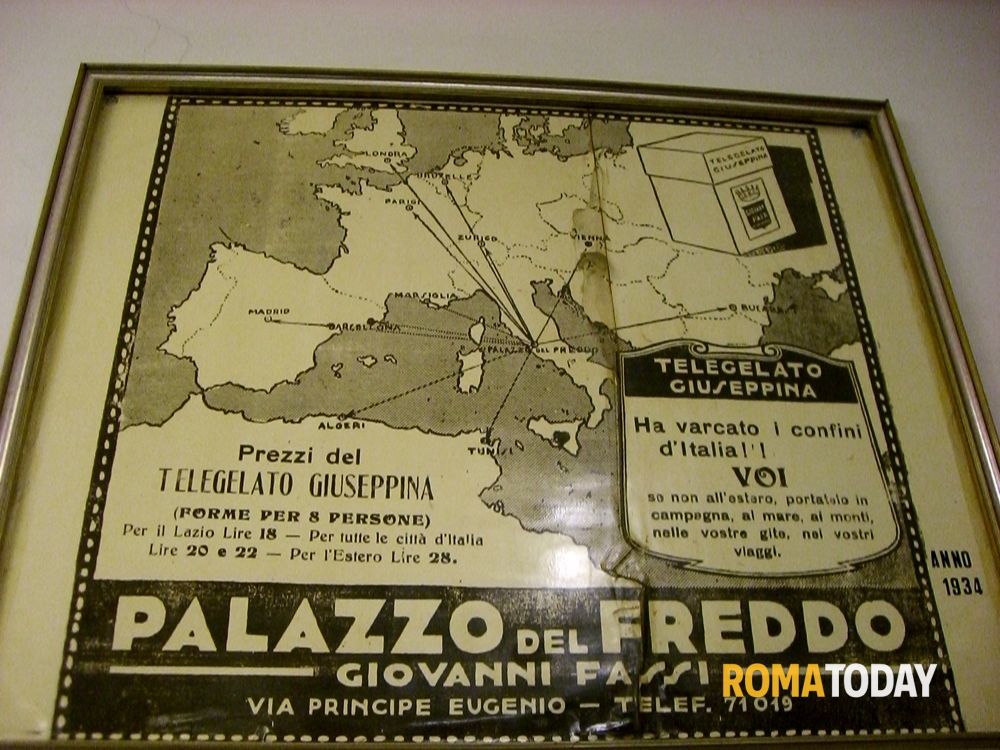 LONDRA
BRUXELLES
PARIGI
ZURIGO
VIENNA
MARSIGLIA
MADRID
BARCELLONA
BUCAREST
PALAZZO DEL FREDDO
ALGERI
TUNISI
TELEGELATO
GIUSEPPINA
TELEGELATO
GIUSEPPINA
Ha varcato i confini
d'Italia!'!
VOI
se non all'estero, portatelo in
campagna, al mare, ai monti,
nelle vostre gite, nei vostri
viaggi.
Prezzi del
TELEGELATO GIUSEPPINA
(FORME PER 8 PERSONE)
Per il Lazio Lire 18 — Per tutte le città d'Italia
Lire 20 e 22 — Per l'Estero Lire 28.
ANNO
1934
PALAZZO DEL FREDDO
GIOVANNI FASSI
VIA PRINCIPE EUGENIO — TELEF. 71019
ROMATODAY